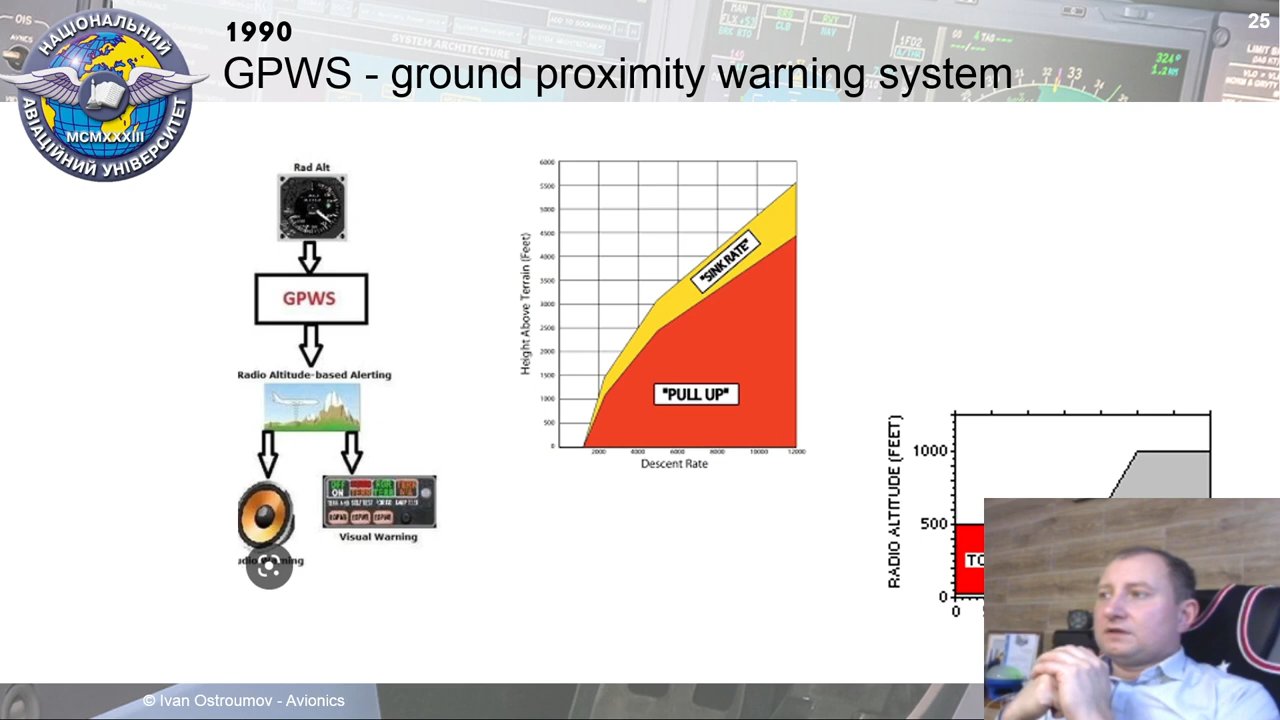 1990
GPWS - ground proximity warning system
25
НАЦІОНАЛЬНИЙ
АВІАЦІЙНИЙ УНІВЕРСИТЕТ
MCMXXXIII
SYSTEM ARCHITECTURE
Rad Alt
GPWS
Radio Altitude-based Alerting
Visual Warning
Height Above Terrain (Feet)
6000
5500
5000
4500
4000
3500
3000
2500
2000
1500
1000
500
0
"SINK RATE"
"PULL UP"
2000 4000 6000 8000 10000 12000
Descent Rate
RADIO ALTITUDE (FEET)
1000
500
0
0
© Ivan Ostroumov - Avionics